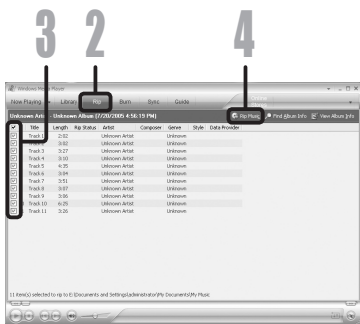 3 2 4
Windows Media Player
Now Playing Library Rip Burn Sync Guide
Unknown Artist - Unknown Album (7/20/2005 4:56:19 PM) Rip Music Find Album Info View Album Info
Title Length Rip Status Artist Composer Genre Style Data Provider
Track 1 2:02 Unknown Artist Unknown
3:02 Unknown Artist Unknown
Track 3 3:27 Unknown Artist Unknown
Track 4 3:10 Unknown Artist Unknown
Track 5 4:35 Unknown Artist Unknown
Track 6 3:04 Unknown Artist Unknown
Track 7 3:51 Unknown Artist Unknown
Track 8 3:07 Unknown Artist Unknown
Track 9 3:06 Unknown Artist Unknown
Track 10 6:25 Unknown Artist Unknown
Track 11 3:26 Unknown Artist Unknown
11 item(s) selected to rip to E:\Documents and Settings\administrator\My Documents\My Music